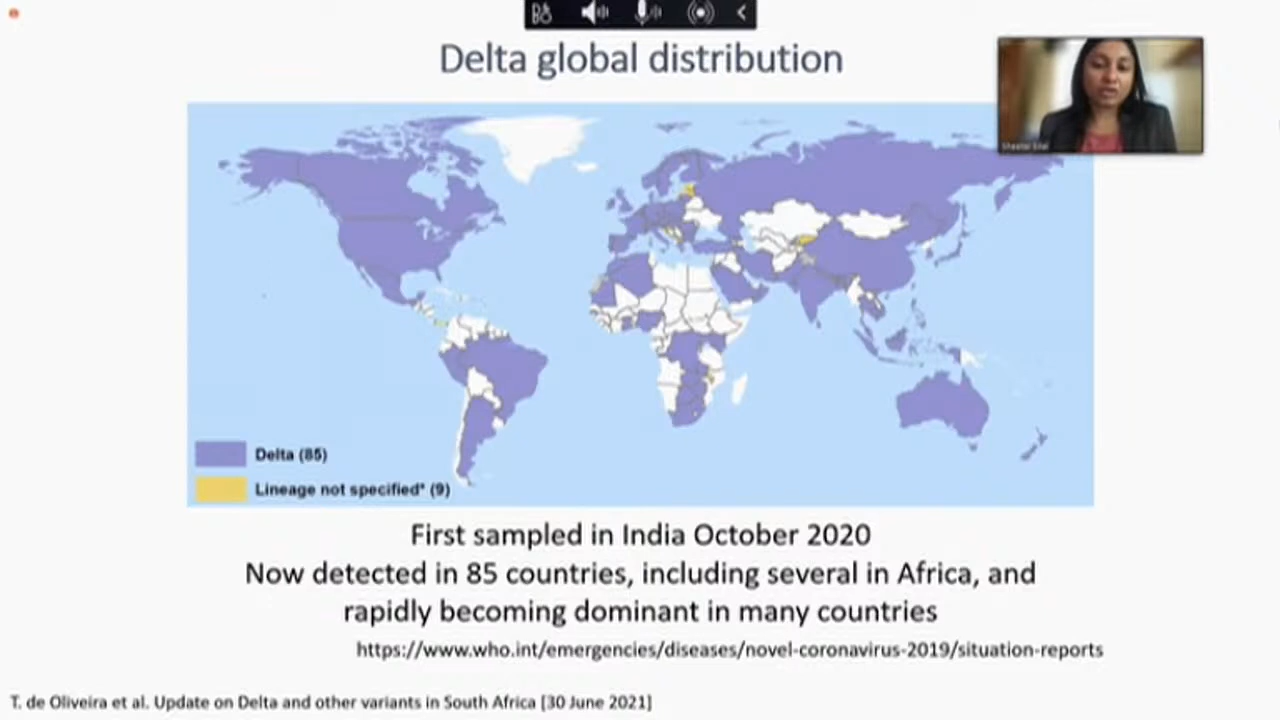 Delta global distribution
Delta (85)
Lineage not specified* (9)
First sampled in India October 2020
Now detected in 85 countries, including several in Africa, and
rapidly becoming dominant in many countries
https://www.who.int/emergencies/diseases/novel-coronavirus-2019/situation-reports
T. de Oliveira et al. Update on Delta and other variants in South Africa [30 June 2021]